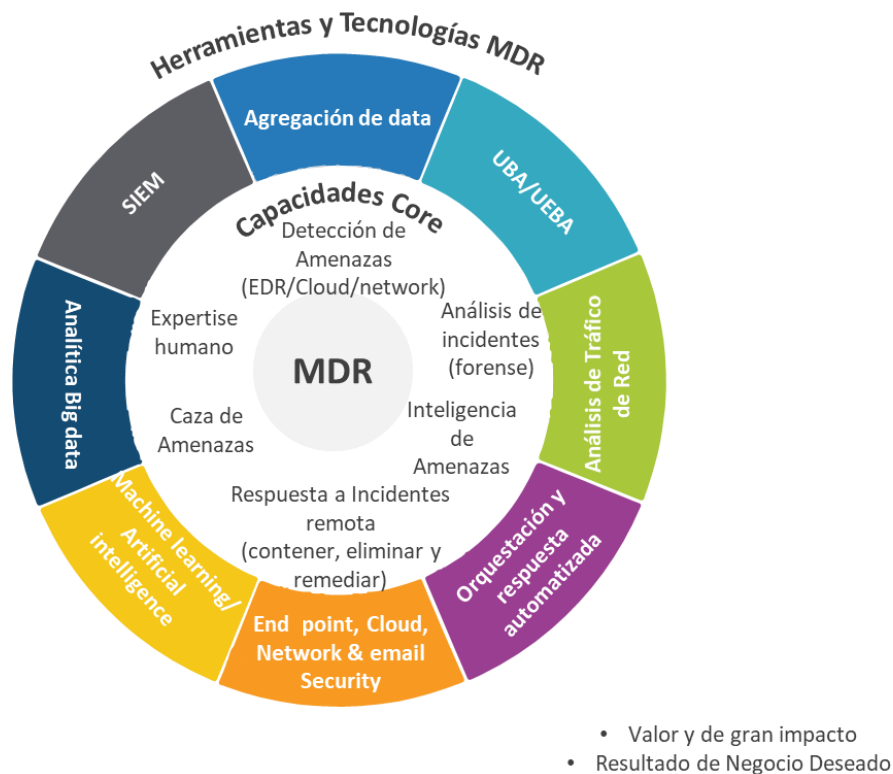 Herramientas y Tecnologías MDR
Agregación de data
UBA/UEBA
Análisis de Tráfico
de Red
Orquestación y
respuesta
automatizada
End point, Cloud,
Network & email
Security
Machine learning/
Artificial
intelligence
Analítica Big data
SIEM
Capacidades Core
Detección de
Amenazas
(EDR/Cloud/network)
Análisis de
incidentes
(forense)
Inteligencia
de
Amenazas
Respuesta a Incidentes
remota
(contener, eliminar y
remediar)
Caza de
Amenazas
Expertise
humano
MDR
• Valor y de gran impacto
• Resultado de Negocio Deseado